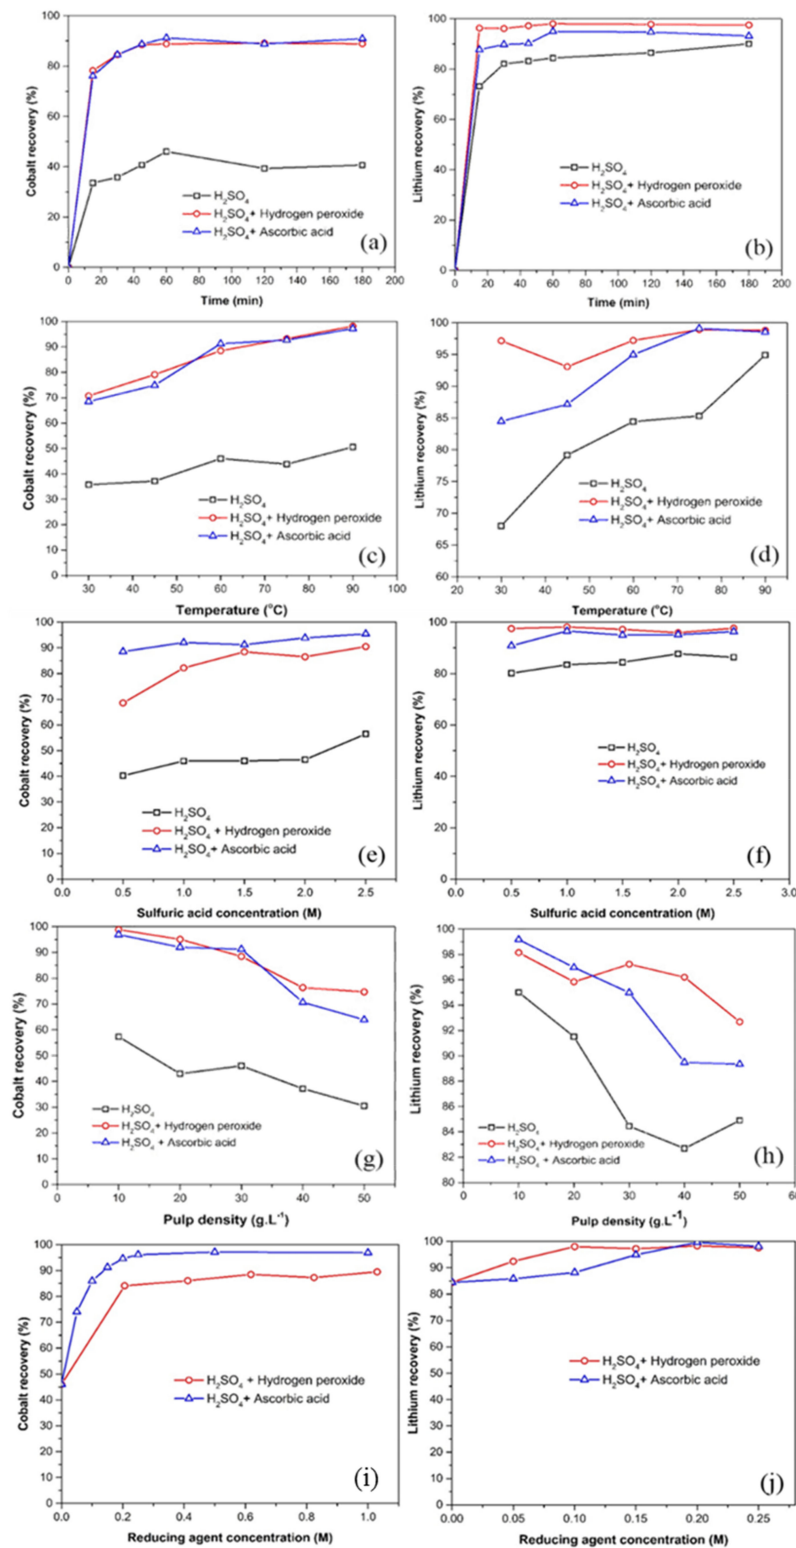 100
80
60
40
20
0
Cobalt recovery (%)
H2SO4
H2SO4+ Hydrogen peroxide
H2SO4+ Ascorbic acid
(a)
0 20 40 60 80 100 120 140 160 180 200
Time (min)
100
90
80
70
60
50
40
30
20
10
0
Lithium recovery (%)
H2SO4
H2SO4+ Hydrogen peroxide
H2SO4+ Ascorbic acid
(b)
0 20 40 60 80 100 120 140 160 180 200
Time (min)
100
90
80
70
60
50
40
30
20
10
0
Cobalt recovery (%)
H2SO4
H2SO4+ Hydrogen peroxide
H2SO4+ Ascorbic acid
(c)
30 40 50 60 70 80 90 100
Temperature (°C)
100
95
90
85
80
75
70
65
60
Lithium recovery (%)
H2SO4
H2SO4+ Hydrogen peroxide
H2SO4+ Ascorbic acid
(d)
20 30 40 50 60 70 80 90
Temperature (°C)
100
90
80
70
60
50
40
30
20
10
0
Cobalt recovery (%)
H2SO4
H2SO4 + Hydrogen peroxide
H2SO4+ Ascorbic acid
(e)
0.0 0.5 1.0 1.5 2.0 2.5
Sulfuric acid concentration (M)
100
80
60
40
20
0
Lithium recovery (%)
H2SO4
H2SO4+ Hydrogen peroxide
H2SO4+ Ascorbic acid
(f)
0.0 0.5 1.0 1.5 2.0 2.5 3.0
Sulfuric acid concentration (M)
100
90
80
70
60
50
40
30
20
10
0
Cobalt recovery (%)
H2SO4
H2SO4+ Hydrogen peroxide
H2SO4 + Ascorbic acid
(g)
0 10 20 30 40 50
Pulp density (g.L-1)
100
98
96
94
92
90
88
86
84
82
80
Lithium recovery (%)
H2SO4
H2SO4+ Hydrogen peroxide
H2SO4 + Ascorbic acid
(h)
0 10 20 30 40 50 60
Pulp density (g.L-1)
100
90
80
70
60
50
40
30
20
10
0
Cobalt recovery (%)
H2SO4 + Hydrogen peroxide
H2SO4+ Ascorbic acid
(i)
0.0 0.2 0.4 0.6 0.8 1.0
Reducing agent concentration (M)
100
90
80
70
60
50
40
30
20
10
0
Lithium recovery (%)
H2SO4+ Hydrogen peroxide
H2SO4+ Ascorbic acid
(j)
0.00 0.05 0.10 0.15 0.20 0.25
Reducing agent concentration (M)